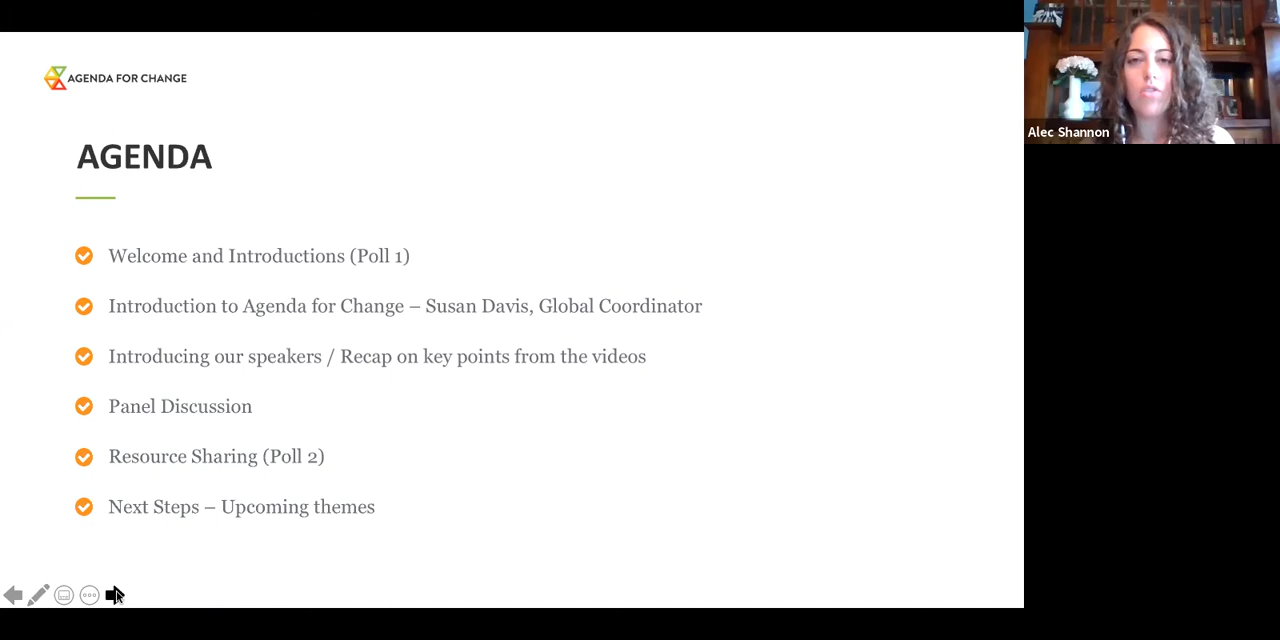 AGENDA FOR CHANGE
AGENDA
Welcome and Introductions (Poll 1)
Introduction to Agenda for Change – Susan Davis, Global Coordinator
Introducing our speakers / Recap on key points from the videos
Panel Discussion
Resource Sharing (Poll 2)
Next Steps – Upcoming themes
Alec Shannon